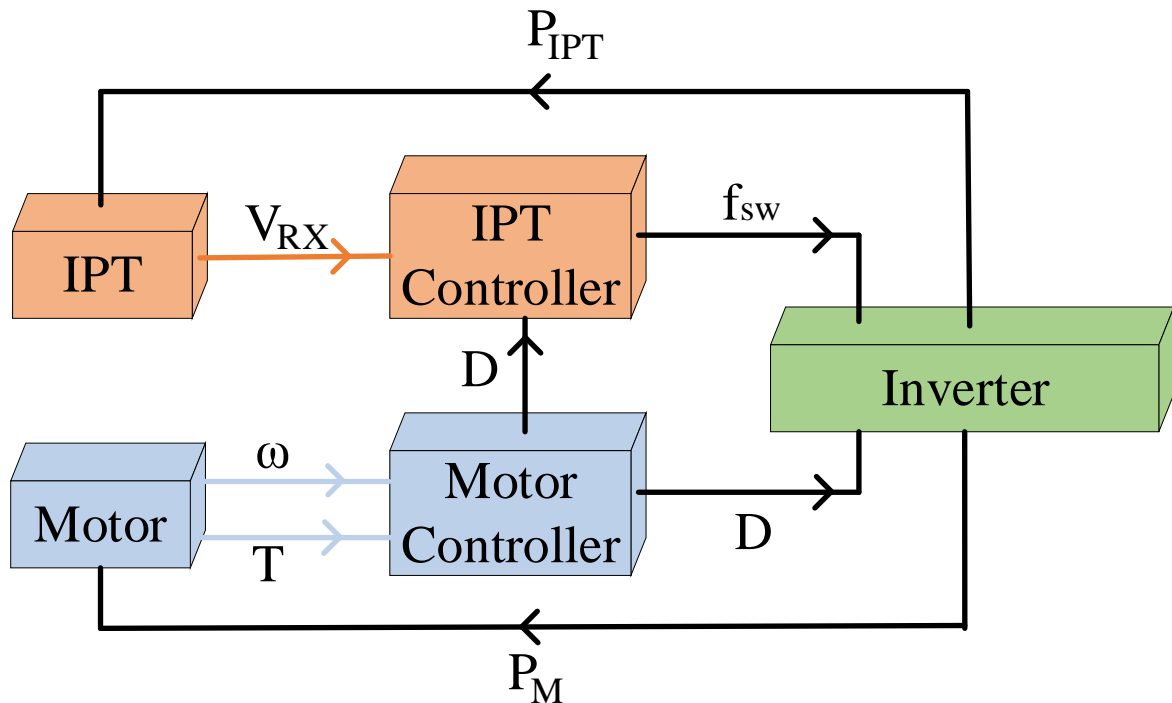 P_IPT
IPT
V_RX
IPT
Controller
f_sw
D
Inverter
Motor
ω
T
Motor
Controller
D
P_M